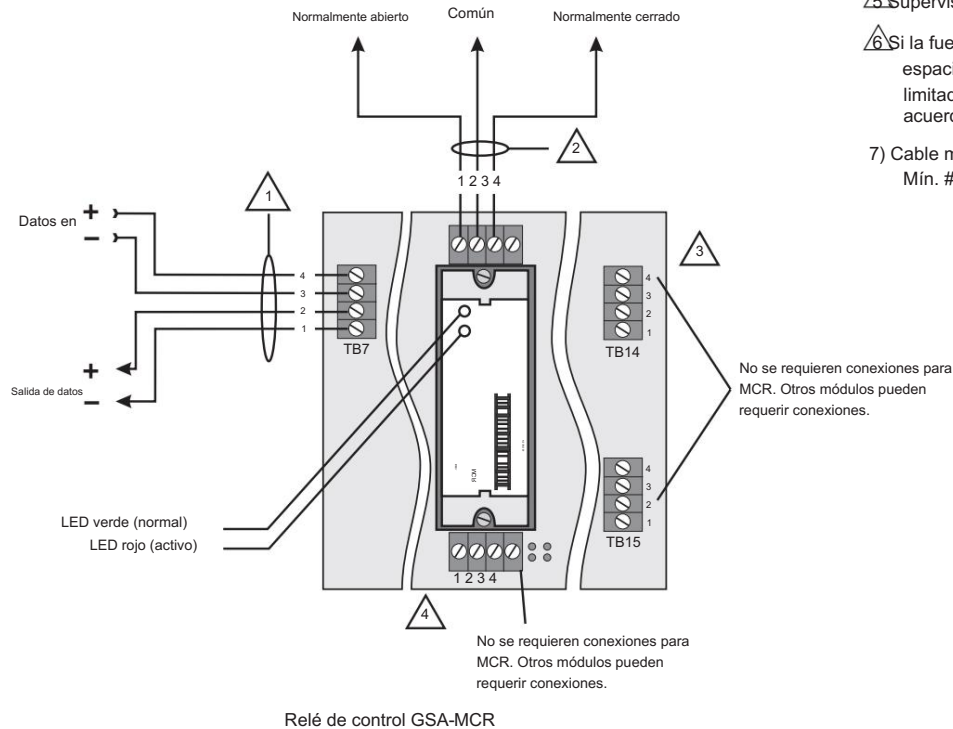 Normalmente abierto
Común
Normalmente cerrado
5 Supervis
6 Si la fue
espaci
limitad
acuerd
7) Cable m
Mín. #
2
1 2 3 4
1
3
Datos en
+
−
4
3
2
1
TB7
+
Salida de datos
−
4
3
2
1
TB14
No se requieren conexiones para
MCR. Otros módulos pueden
requerir conexiones.
MCR
4
3
2
1
TB15
LED verde (normal)
LED rojo (activo)
1 2 3 4
4
No se requieren conexiones para
MCR. Otros módulos pueden
requerir conexiones.
Relé de control GSA-MCR